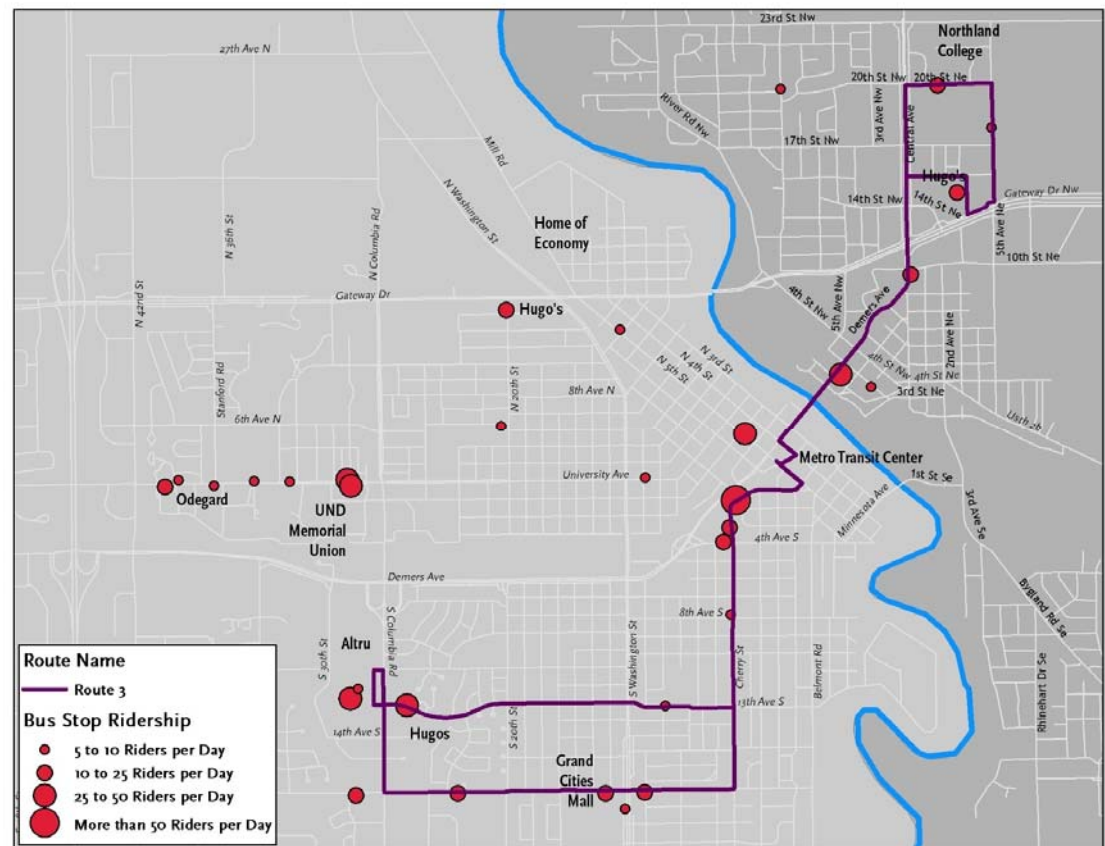 23rd St Nw
Northland
College
27th Ave N
20th St Nw
20th St Ne
River Rd Nw
3rd Ave Nw
Central Ave
17th St Nw
Mill Rd
N Washington St
Hugo's
14th St Nw
14th St Ne
Gateway Dr Nw
5th Ave Ne
N 36th St
N Columbia Rd
Home of
Economy
10th St Ne
N 42nd St
Gateway Dr
4th St Nw
5th Ave Nw
Demers Ave
Hugo's
2nd Ave Ne
N 3rd St
N 4th St
N 5th St
4th St Nw
4th St Ne
3rd St Ne
Stanford Rd
N 20th St
8th Ave N
6th Ave N
Metro Transit Center
University Ave
1st St Se
Odegard
UND
Memorial
Union
Minnesota Ave
3rd Ave Se
4th Ave S
Demers Ave
Bygland Rd Se
8th Ave S
S 30th St
Altru
S Columbia Rd
S Washington St
Cherry St
Belmont Rd
Rhinehart Dr Se
13th Ave S
14th Ave S
Hugos
S 20th St
Grand
Cities
Mall
Route Name
Route 3
Bus Stop Ridership
5 to 10 Riders per Day
10 to 25 Riders per Day
25 to 50 Riders per Day
More than 50 Riders per Day